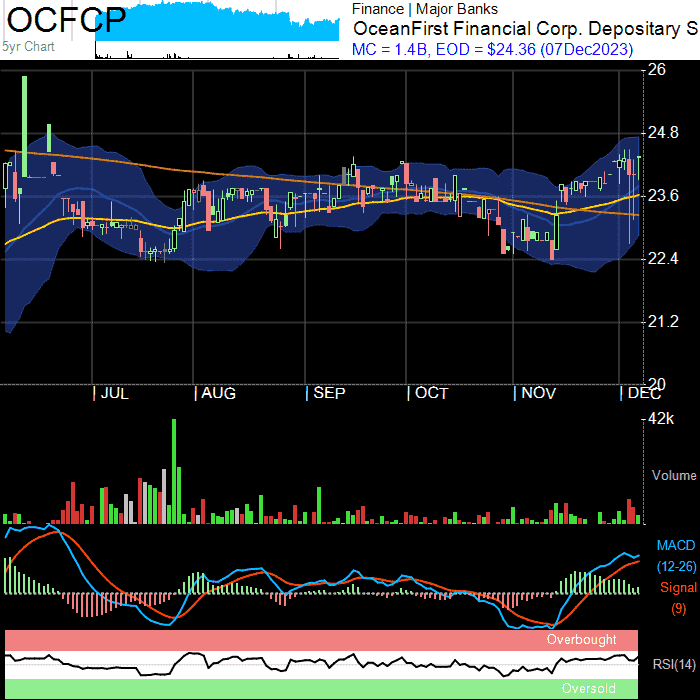 OCFCP
5yr Chart
Finance | Major Banks
OceanFirst Financial Corp. Depositary S
MC = 1.4B, EOD = $24.36 (07Dec2023)
26
24.8
23.6
22.4
21.2
20
| JUL | AUG | SEP | OCT | NOV | DEC
42k
Volume
MACD
(12-26)
Signal
(9)
Overbought
RSI(14)
Oversold